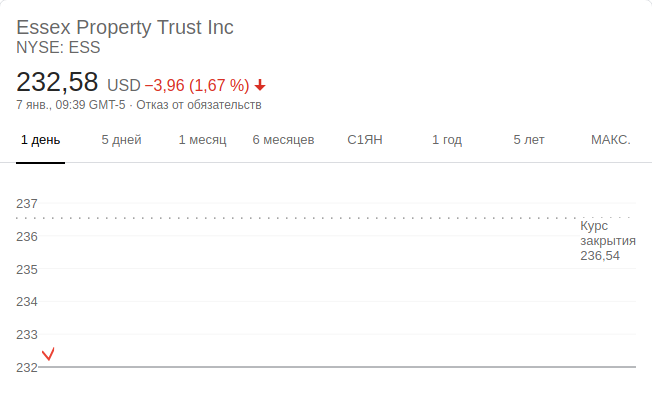 Essex Property Trust Inc
NYSE: ESS
232,58 USD −3,96 (1,67 %)
7 янв., 09:39 GMT-5 · Отказ от обязательств
1 день 5 дней 1 месяц 6 месяцев С1ЯН 1 год 5 лет МАКС.
237
236
235
234
233
232
Курс
закрытия
236,54